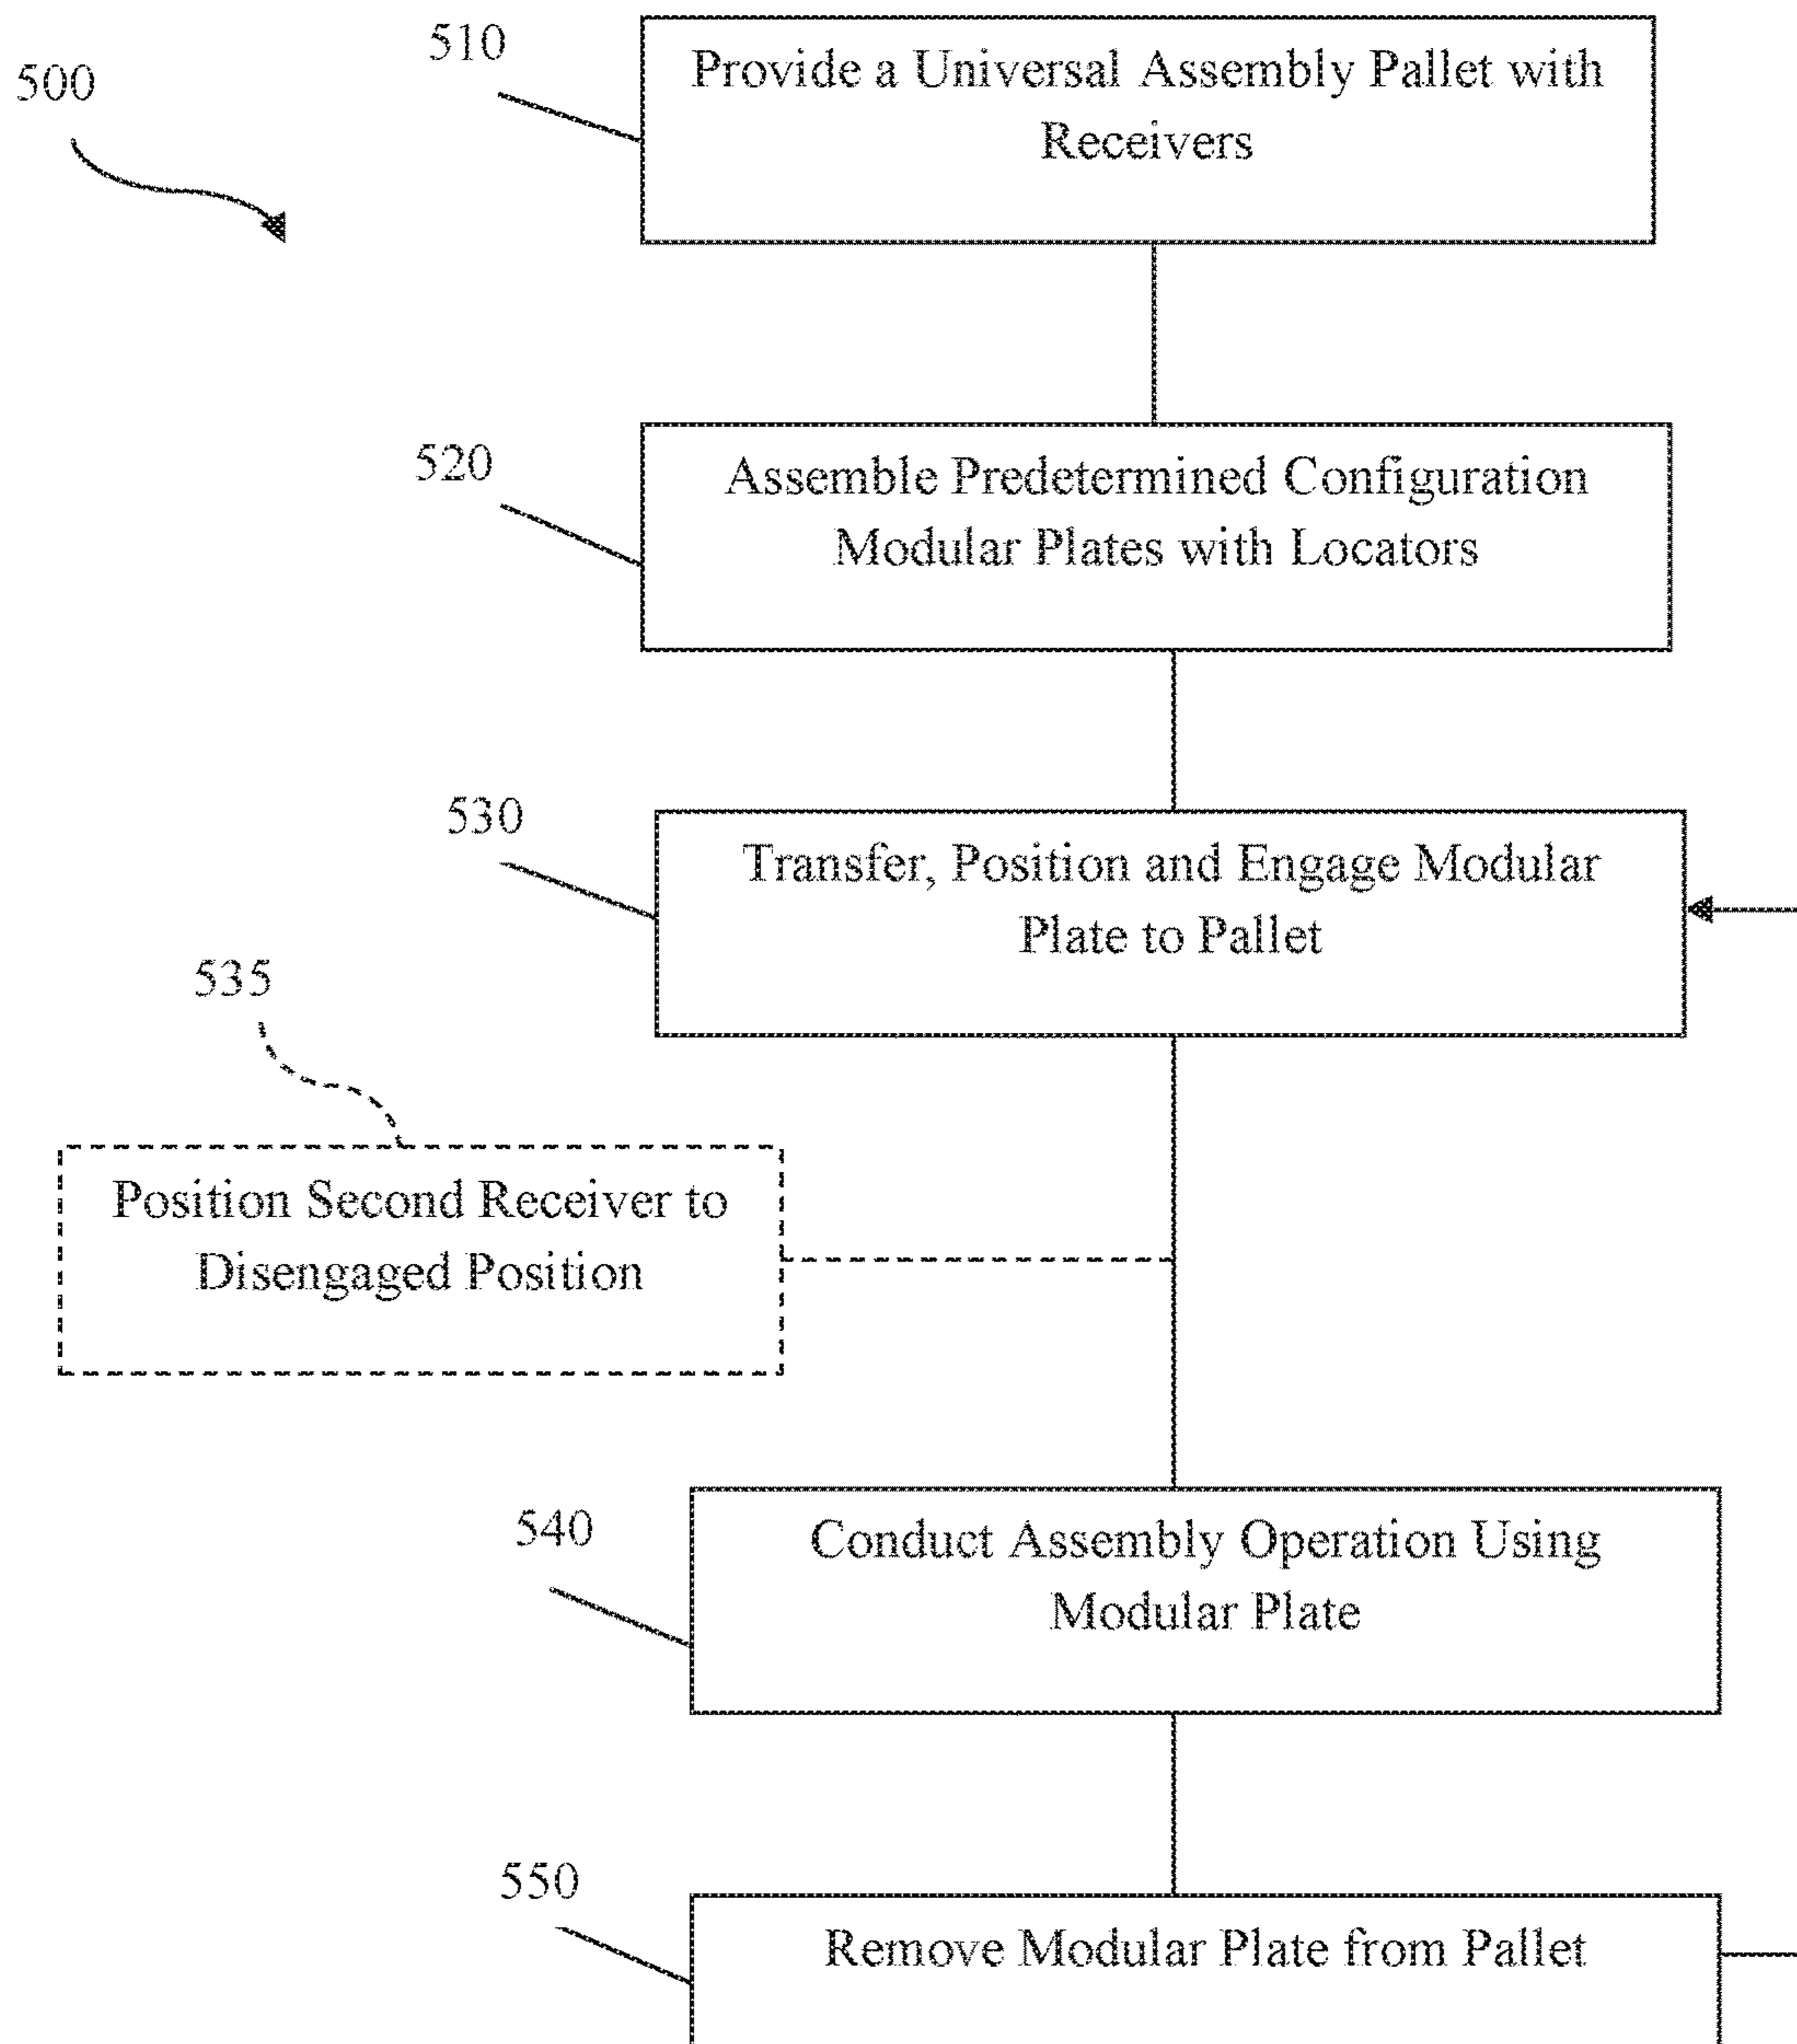 500
510
Provide a Universal Assembly Pallet with
Receivers
520
Assemble Predetermined Configuration
Modular Plates with Locators
530
Transfer, Position and Engage Modular
Plate to Pallet
535
Position Second Receiver to
Disengaged Position
540
Conduct Assembly Operation Using
Modular Plate
550
Remove Modular Plate from Pallet